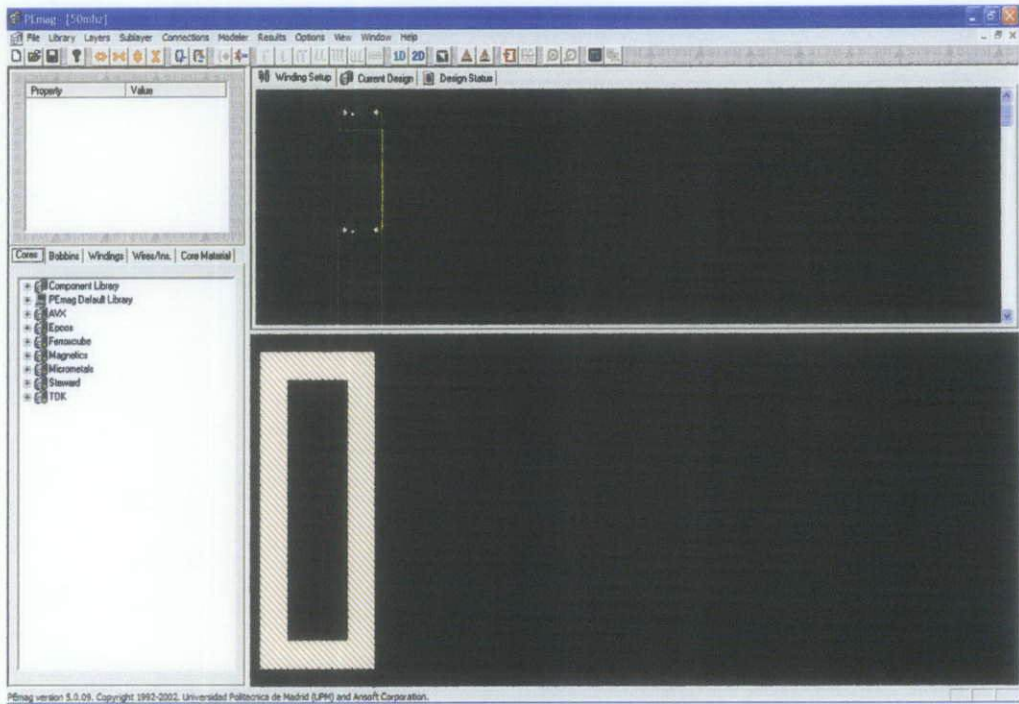 PEmag - [50mhz]
File Library Layers Sublayer Connections Modeler Results Options View Window Help
1D 2D
Property Value
Winding Setup Current Design Design Status
Cores Bobbins Windings Wires/Ins. Core Material
Component Library
PEmag Default Library
AVX
Epcos
Ferroxcube
Magnetics
Micrometals
Steward
TDK
PEmag version 5.0.09. Copyright 1992-2002. Universidad Politecnica de Madrid (UPM) and Ansoft Corporation.